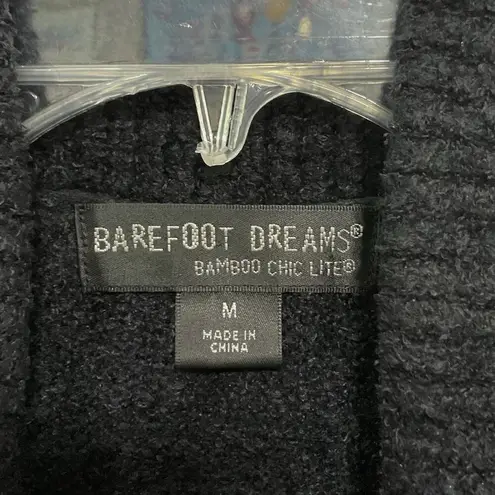 BAREFOOT DREAMS®
BAMBOO CHIC LITE®
M
MADE IN
CHINA